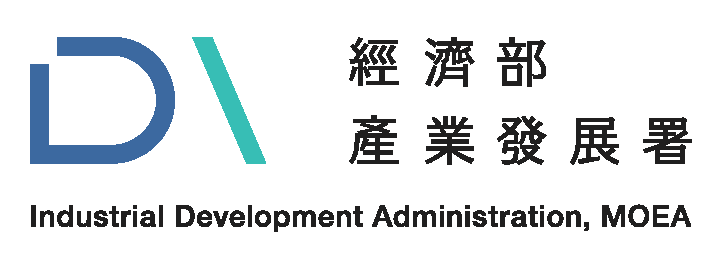 經濟部
產業發展署
Industrial Development Administration, MOEA